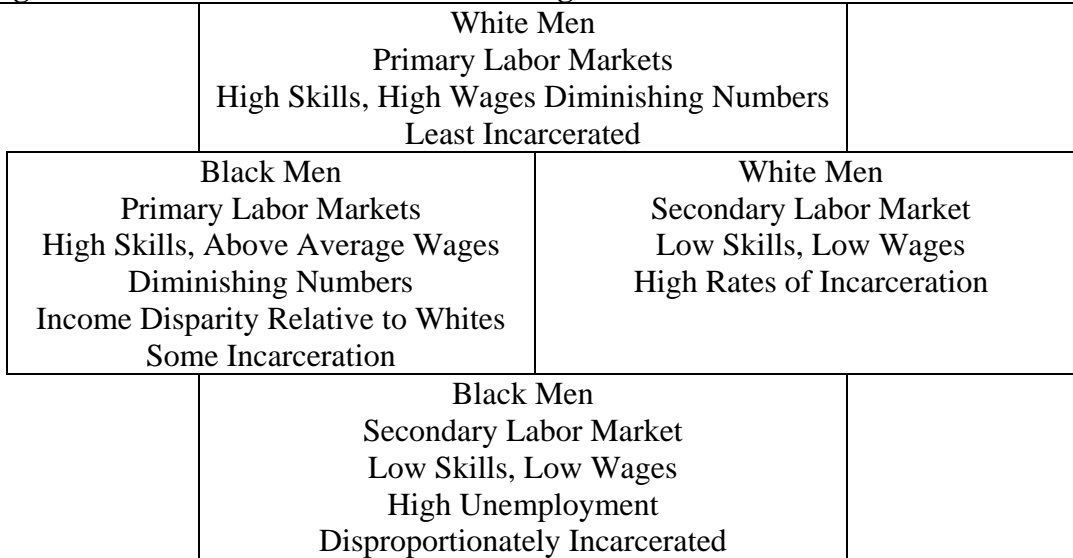 White Men
Primary Labor Markets
High Skills, High Wages Diminishing Numbers
Least Incarcerated
Black Men
Primary Labor Markets
High Skills, Above Average Wages
Diminishing Numbers
Income Disparity Relative to Whites
Some Incarceration
White Men
Secondary Labor Market
Low Skills, Low Wages
High Rates of Incarceration
Black Men
Secondary Labor Market
Low Skills, Low Wages
High Unemployment
Disproportionately Incarcerated